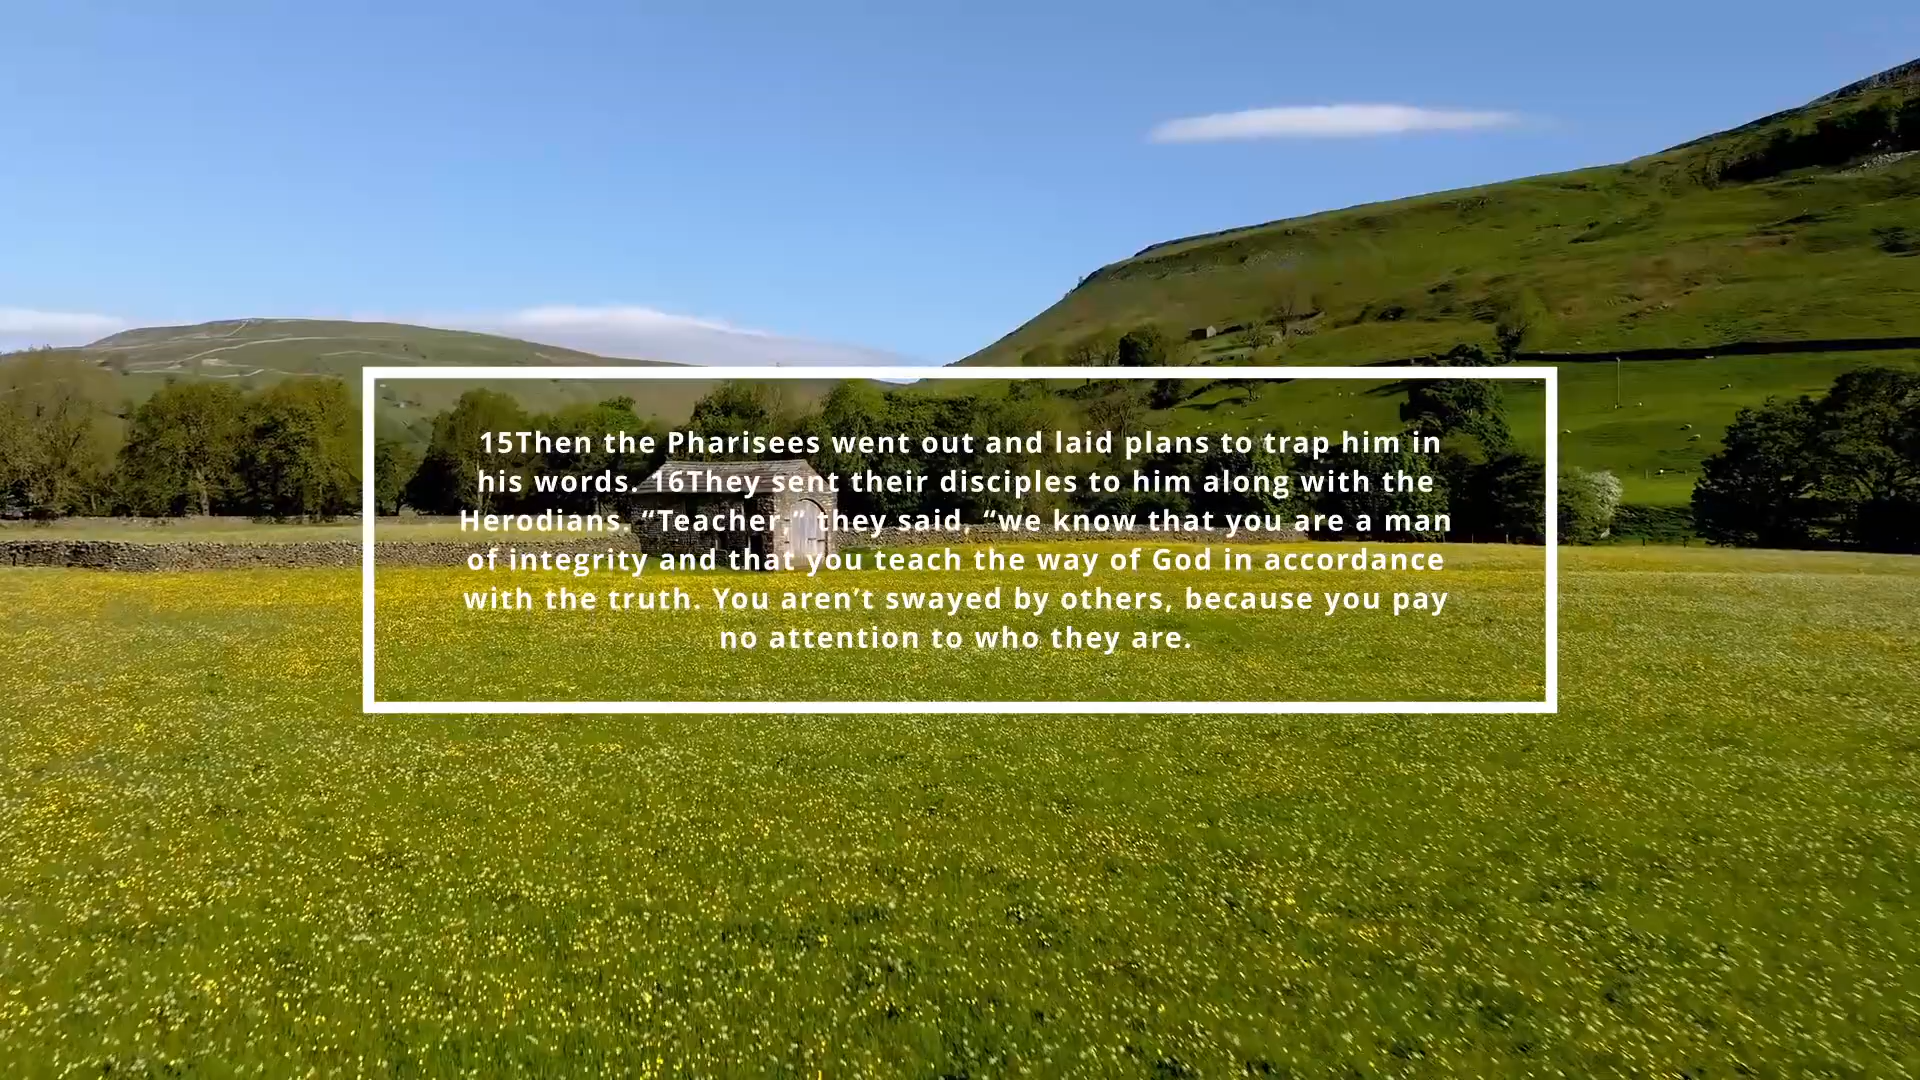 15Then the Pharisees went out and laid plans to trap him in
his words. 16They sent their disciples to him along with the
Herodians. “Teacher,” they said, “we know that you are a man
of integrity and that you teach the way of God in accordance
with the truth. You aren’t swayed by others, because you pay
no attention to who they are.